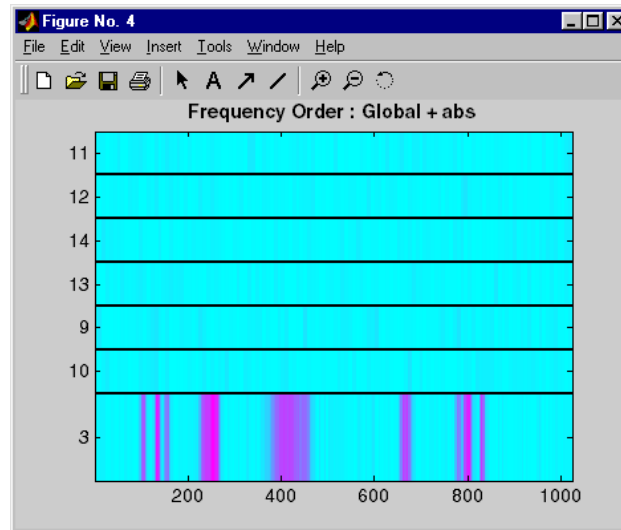 Figure No. 4
File Edit View Insert Tools Window Help
A
Frequency Order : Global + abs
11
12
14
13
9
10
3
200 400 600 800 1000